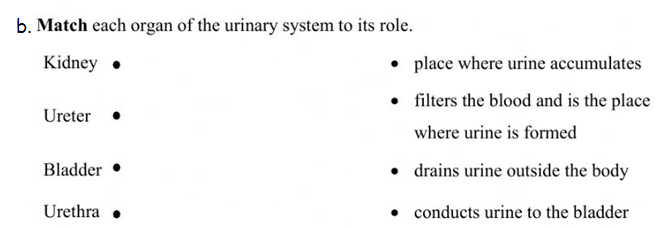 b. Match each organ of the urinary system to its role.
Kidney • • place where urine accumulates
Ureter • • filters the blood and is the place
where urine is formed
Bladder • • drains urine outside the body
Urethra • • conducts urine to the bladder